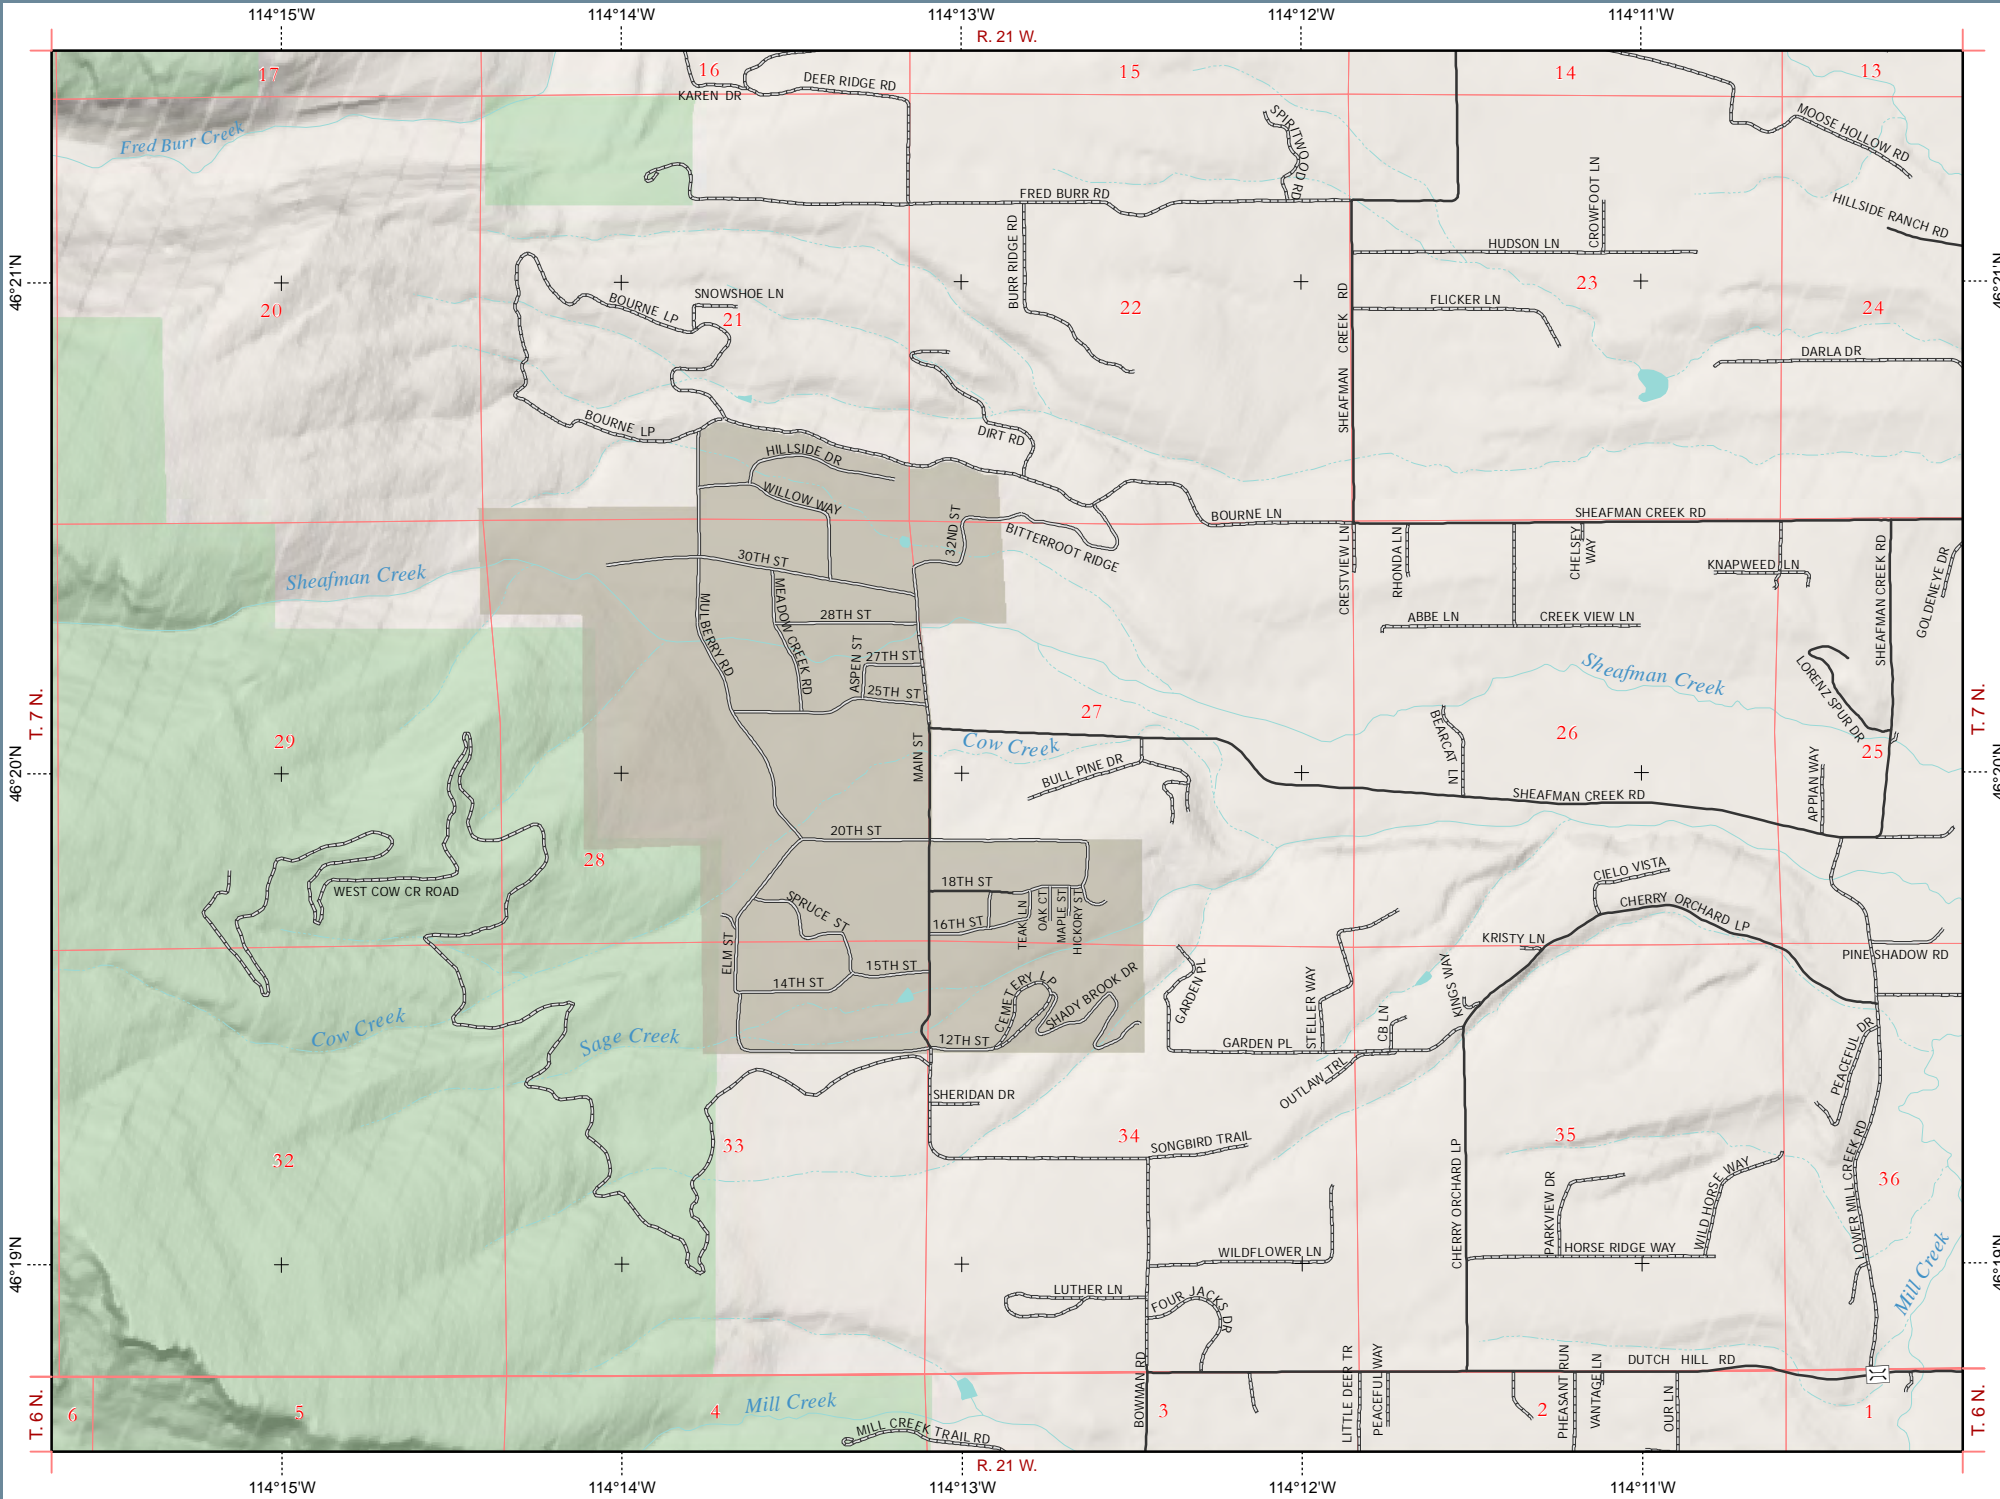 114°15'W
114°14'W
114°13'W
114°12'W
114°11'W
R. 21 W.
17
16
15
14
13
DEER RIDGE RD
KAREN DR
Fred Burr Creek
SPIRITWOOD RD
MOOSE HOLLOW RD
FRED BURR RD
CROWFOOT LN
HILLSIDE RANCH RD
BURR RIDGE RD
HUDSON LN
46°21'N
46°21'N
20
BOURNE LP
SNOWSHOE LN
21
22
SHEAFMAN CREEK RD
FLICKER LN
23
24
DARLA DR
BOURNE LP
DIRT RD
HILLSIDE DR
WILLOW WAY
32ND ST
BITTERROOT RIDGE
BOURNE LN
SHEAFMAN CREEK RD
CRESTVIEW LN
RHONDA LN
CHELSEY
WAY
KNAPWEED LN
SHEAFMAN CREEK RD
GOLDENEYE DR
Sheafman Creek
30TH ST
MULBERRY RD
MEADOW CREEK RD
28TH ST
ABBE LN
CREEK VIEW LN
ASPEN ST
27TH ST
25TH ST
Sheafman Creek
LORENZ SPUR DR
T. 7 N.
T. 7 N.
29
27
26
25
BEARCAT LN
Cow Creek
MAIN ST
BULL PINE DR
46°20'N
46°20'N
SHEAFMAN CREEK RD
APPIAN WAY
20TH ST
28
WEST COW CR ROAD
18TH ST
SPRUCE ST
16TH ST
TEAK LN
OAK CT
MAPLE ST
HICKORY ST
CIELO VISTA
CHERRY ORCHARD LP
KRISTY LN
PINE SHADOW RD
ELM ST
15TH ST
14TH ST
CEMETERY LP
SHADY BROOK DR
GARDEN PL
STELLER WAY
KINGS WAY
CB LN
Cow Creek
Sage Creek
12TH ST
GARDEN PL
OUTLAW TRL
PEACEFUL DR
SHERIDAN DR
32
33
34
SONGBIRD TRAIL
35
36
CHERRY ORCHARD LP
PARKVIEW DR
WILD HORSE WAY
LOWER MILL CREEK RD
HORSE RIDGE WAY
WILDFLOWER LN
46°19'N
46°19'N
LUTHER LN
FOUR JACKS DR
Mill Creek
BOWMAN RD
LITTLE DEER TR
PEACEFUL WAY
PHEASANT RUN
VANTAGE LN
DUTCH HILL RD
OUR LN
T. 6 N.
T. 6 N.
6
5
4
Mill Creek
3
2
1
MILL CREEK TRAIL RD
R. 21 W.
114°15'W
114°14'W
114°13'W
114°12'W
114°11'W